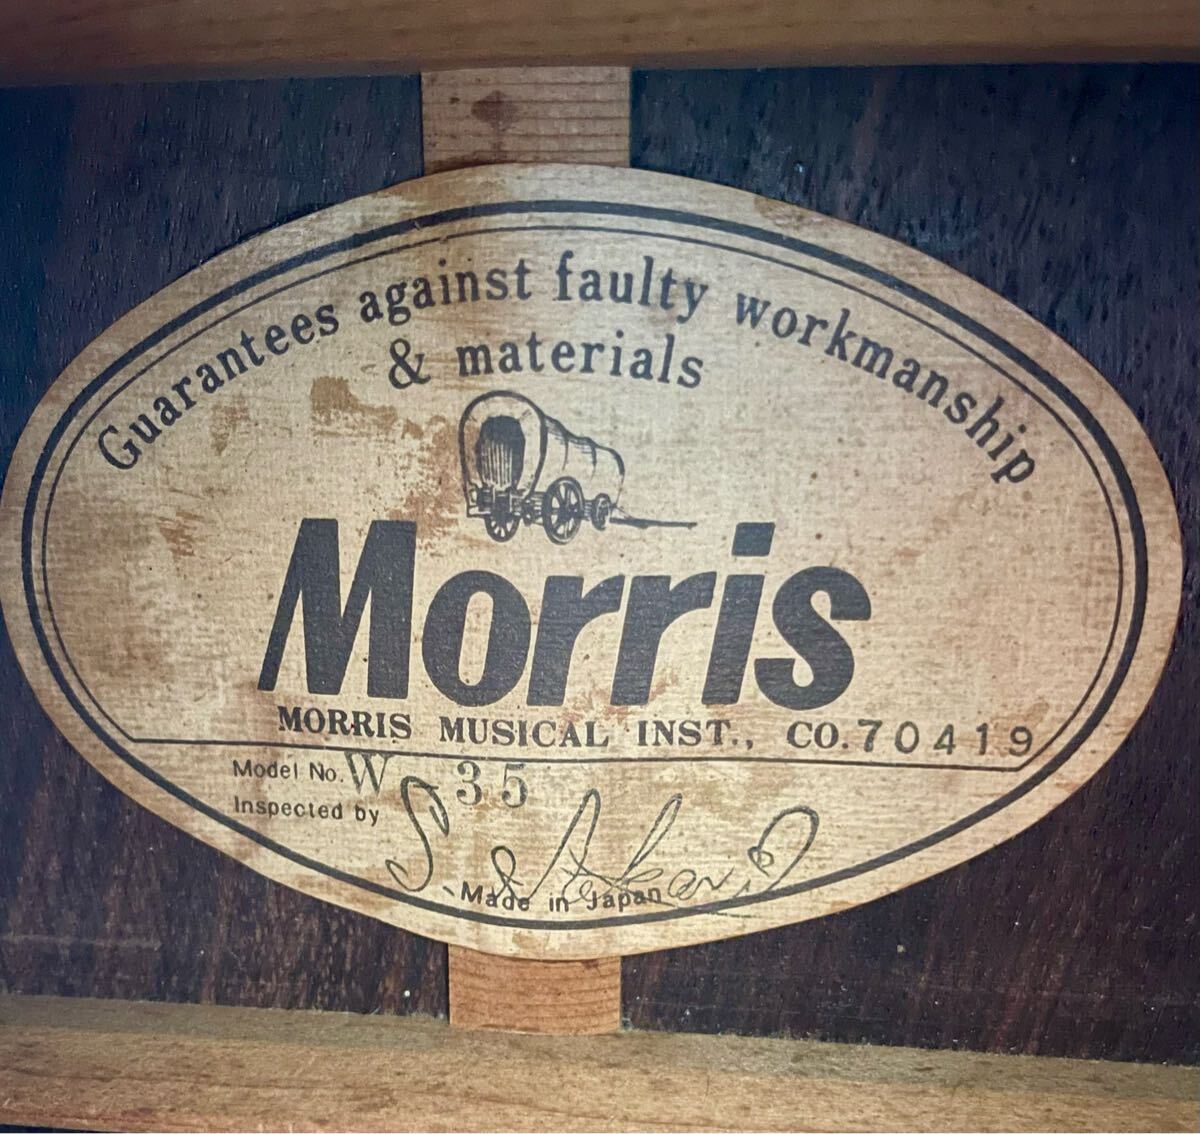 Guarantees against faulty workmanship
& materials
Morris
MORRIS MUSICAL INST., CO. 70419
Model No. W-35
Inspected by
Made in Japan